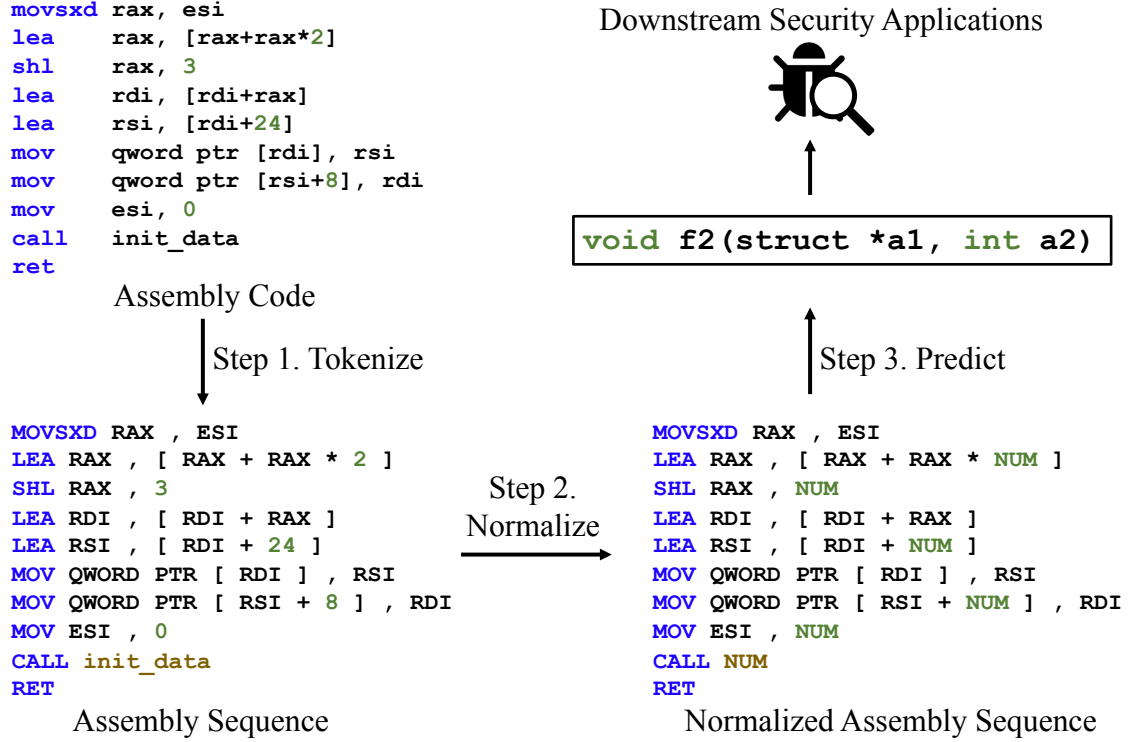 movsxd rax, esi
lea rax, [rax+rax*2]
shl rax, 3
lea rdi, [rdi+rax]
lea rsi, [rdi+24]
mov qword ptr [rdi], rsi
mov qword ptr [rsi+8], rdi
mov esi, 0
call init_data
ret
Assembly Code
Step 1. Tokenize
MOVSXD RAX , ESI
LEA RAX , [ RAX + RAX * 2 ]
SHL RAX , 3
LEA RDI , [ RDI + RAX ]
LEA RSI , [ RDI + 24 ]
MOV QWORD PTR [ RDI ] , RSI
MOV QWORD PTR [ RSI + 8 ] , RDI
MOV ESI , 0
CALL init_data
RET
Assembly Sequence
Step 2.
Normalize
MOVSXD RAX , ESI
LEA RAX , [ RAX + RAX * NUM ]
SHL RAX , NUM
LEA RDI , [ RDI + RAX ]
LEA RSI , [ RDI + NUM ]
MOV QWORD PTR [ RDI ] , RSI
MOV QWORD PTR [ RSI + NUM ] , RDI
MOV ESI , NUM
CALL NUM
RET
Normalized Assembly Sequence
Step 3. Predict
void f2(struct *a1, int a2)
Downstream Security Applications